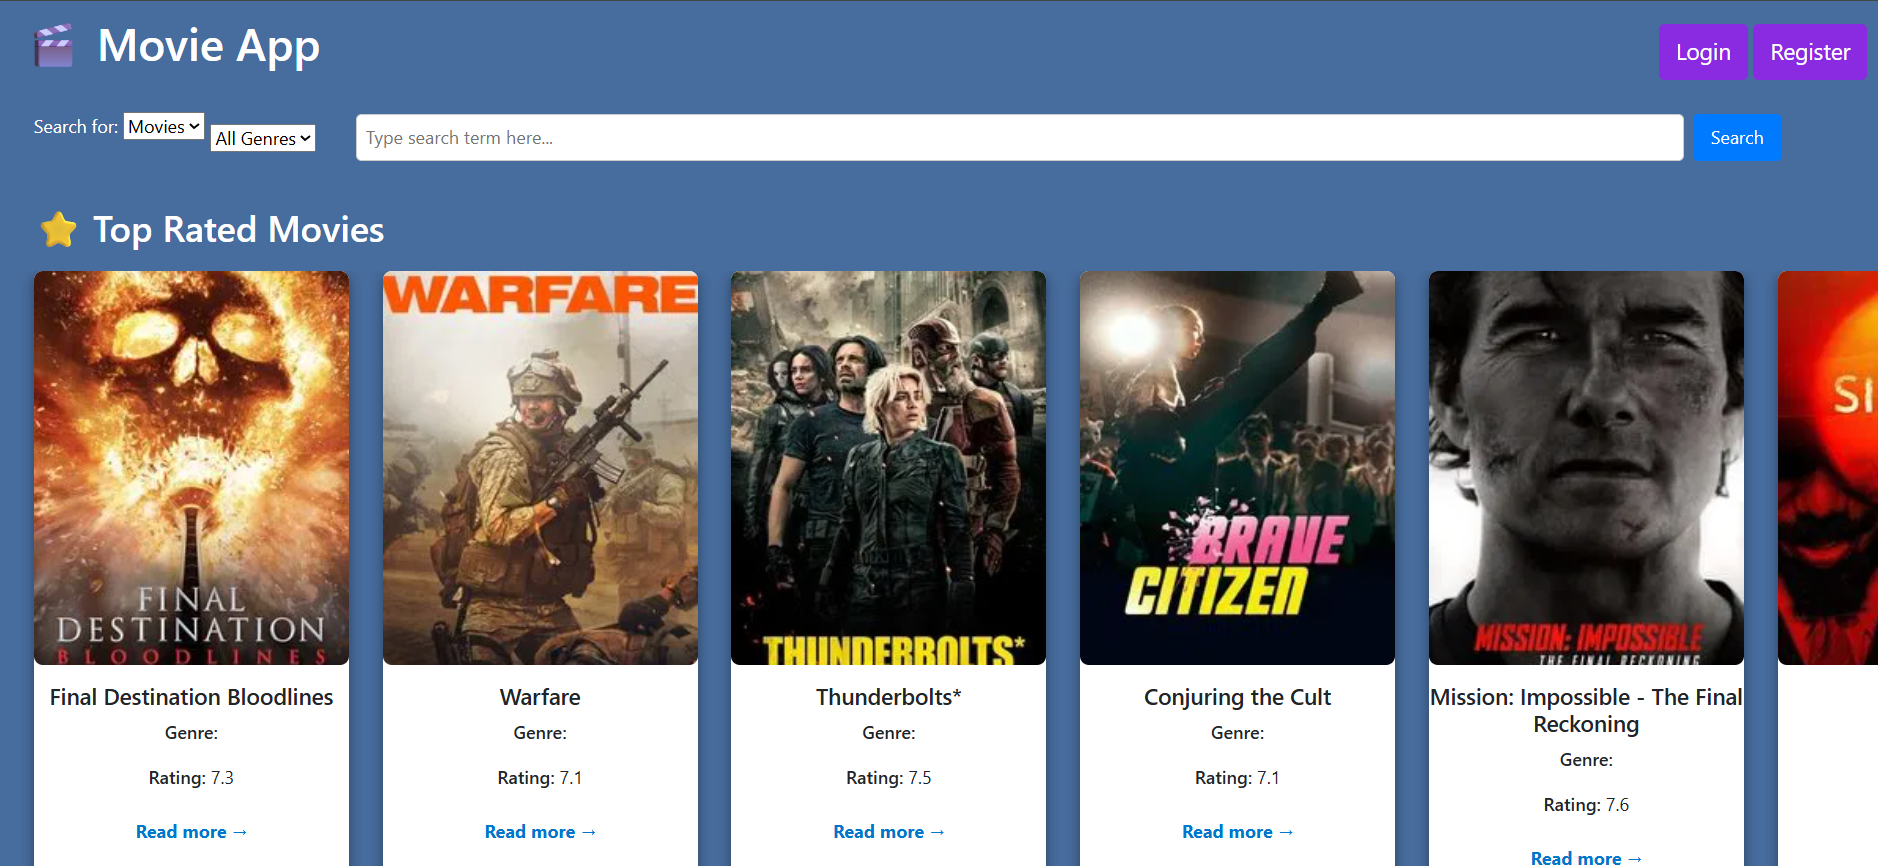 Movie App
Login
Register
Search for:
Movies
All Genres
Type search term here...
Search
Top Rated Movies
FINAL
DESTINATION
BLOODLINES
Final Destination Bloodlines
Genre:
Rating: 7.3
Read more →
WARFARE
Warfare
Genre:
Rating: 7.1
Read more →
THUNDERBOLTS*
Thunderbolts*
Genre:
Rating: 7.5
Read more →
BRAVE
CITIZEN
Conjuring the Cult
Genre:
Rating: 7.1
Read more →
MISSION: IMPOSSIBLE
THE FINAL RECKONING
Mission: Impossible - The Final
Reckoning
Genre:
Rating: 7.6
Read more →
SI